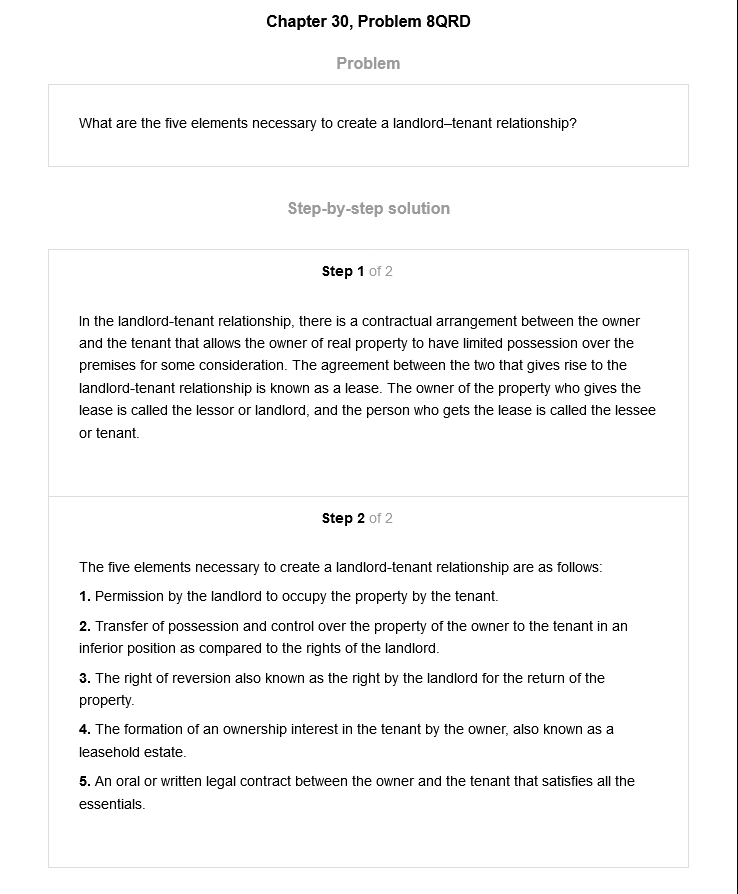 Chapter 30, Problem 8QRD
Problem
What are the five elements necessary to create a landlord–tenant relationship?
Step-by-step solution
Step 1 of 2
In the landlord-tenant relationship, there is a contractual arrangement between the owner
and the tenant that allows the owner of real property to have limited possession over the
premises for some consideration. The agreement between the two that gives rise to the
landlord-tenant relationship is known as a lease. The owner of the property who gives the
lease is called the lessor or landlord, and the person who gets the lease is called the lessee
or tenant.
Step 2 of 2
The five elements necessary to create a landlord-tenant relationship are as follows:
1. Permission by the landlord to occupy the property by the tenant.
2. Transfer of possession and control over the property of the owner to the tenant in an
inferior position as compared to the rights of the landlord.
3. The right of reversion also known as the right by the landlord for the return of the
property.
4. The formation of an ownership interest in the tenant by the owner, also known as a
leasehold estate.
5. An oral or written legal contract between the owner and the tenant that satisfies all the
essentials.